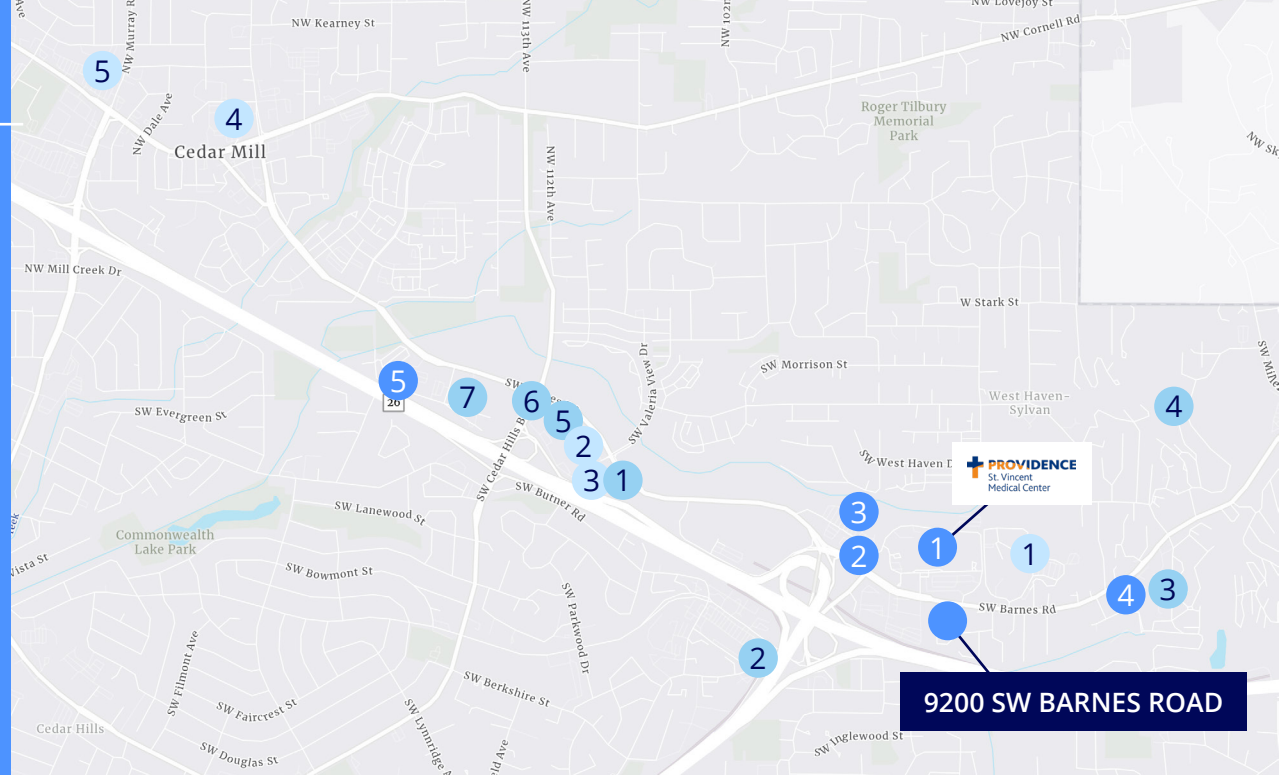 NW Lovejoy St
Ave
NW Murray R
NW Kearney St
NW 113th Ave
NW 102n
NW Cornell Rd
5
4
NW Dale Ave
Cedar Mill
Roger Tilbury
Memorial
Park
NW Sk
NW 112th Ave
NW Mill Creek Dr
W Stark St
SW Morrison St
SW Valeria View Dr
5
26
7
6
SW
5
2
3
1
SW Evergreen St
SW Cedar Hills B
SW Butner Rd
West Haven-
Sylvan
4
SW West Haven D
PROVIDENCE
St. Vincent
Medical Center
SW Lanewood St
Commonwealth
Lake Park
3
2
1
1
4
3
SW Barnes Rd
Vista St
SW Bowmont St
SW Parkwood Dr
2
SW Filmont Ave
SW Berkshire St
9200 SW BARNES ROAD
SW Faircrest St
Cedar Hills
SW Lynnridge
SW Inglewood St
SW Douglas St